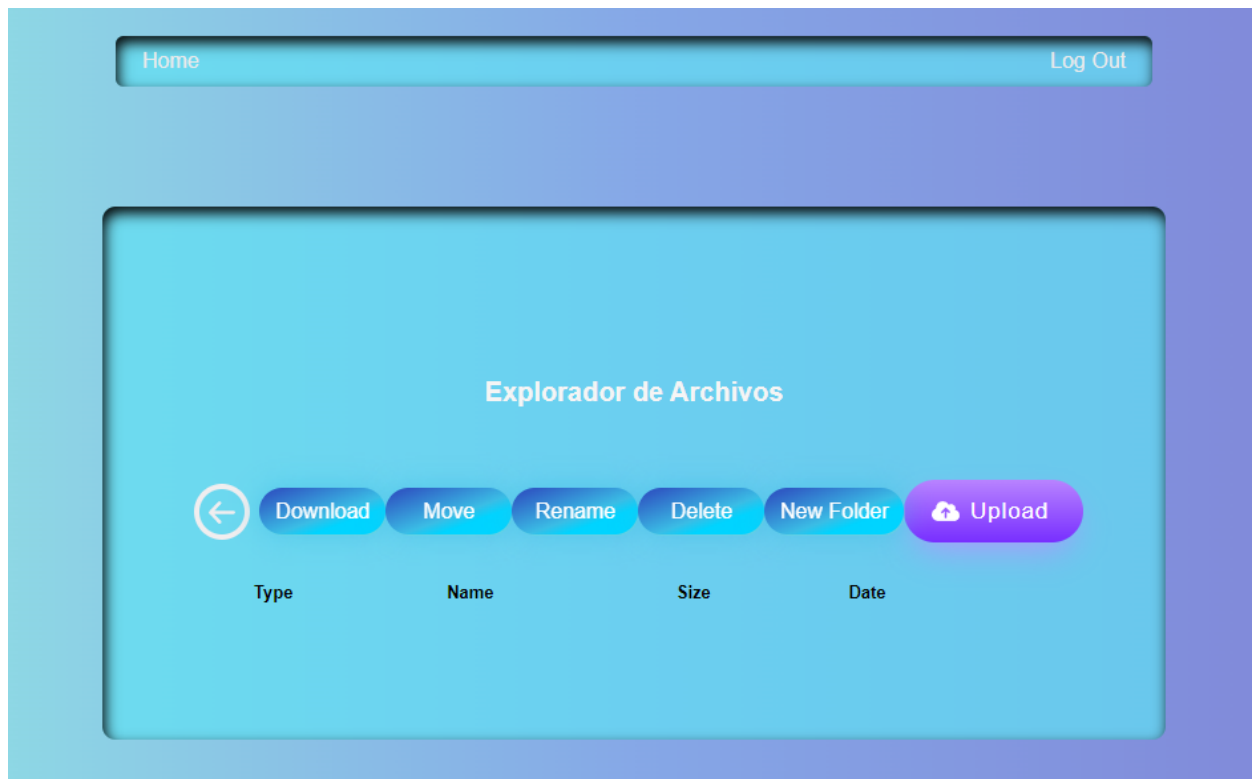 Home Log Out
Explorador de Archivos
Download Move Rename Delete New Folder Upload
Type Name Size Date